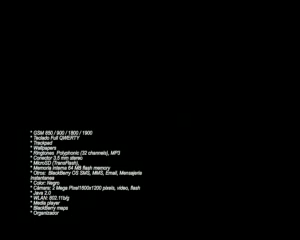 * GSM 850 / 900 / 1800 / 1900
* Teclado Full QWERTY
* Trackpad
* Wallpapers
* Ringtones Polyphonic (32 channels), MP3
* Conector 3.5 mm stereo
* MicroSD (TransFlash),
* Memoria interna 64 MB flash memory
* Otros: BlackBerry OS SMS, MMS, Email, Mensajería
Instantanea
* Color: Negro
* Cámara: 2 Mega Pixel1600x1200 pixels, video, flash
* Java 2.0
* WLAN: 802.11b/g
* Media player
* BlackBerry maps
* Organizador